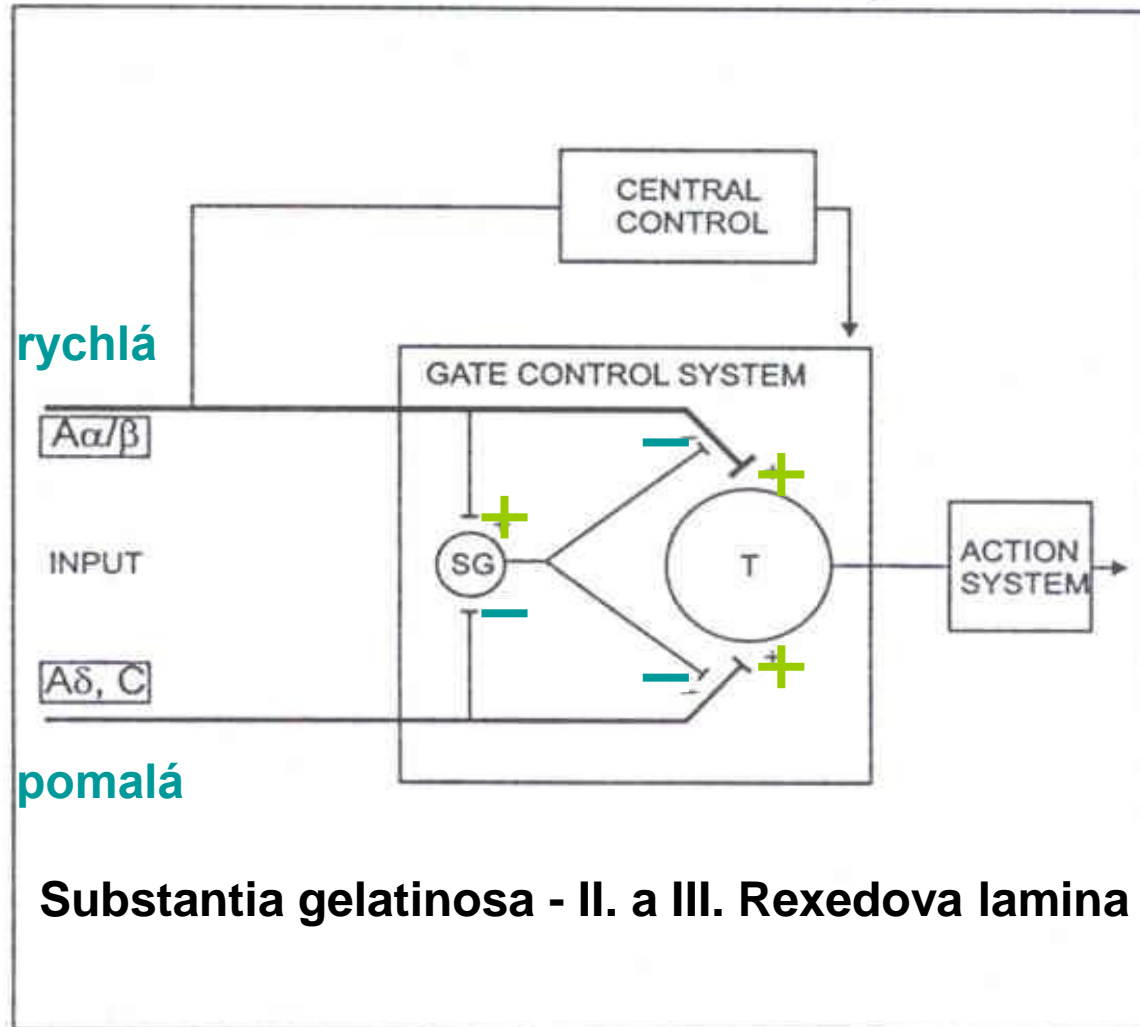 CENTRAL
CONTROL
rychlá
GATE CONTROL SYSTEM
Aα/β
−
+
+
INPUT
SG
T
ACTION
SYSTEM
−
−
+
Aδ, C
pomalá
Substantia gelatinosa - II. a III. Rexedova lamina